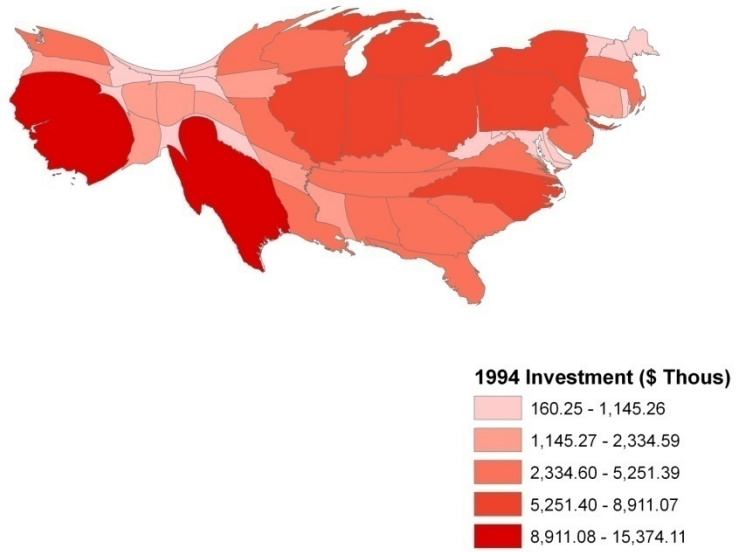 1994 Investment ($ Thous)
160.25 - 1,145.26
1,145.27 - 2,334.59
2,334.60 - 5,251.39
5,251.40 - 8,911.07
8,911.08 - 15,374.11